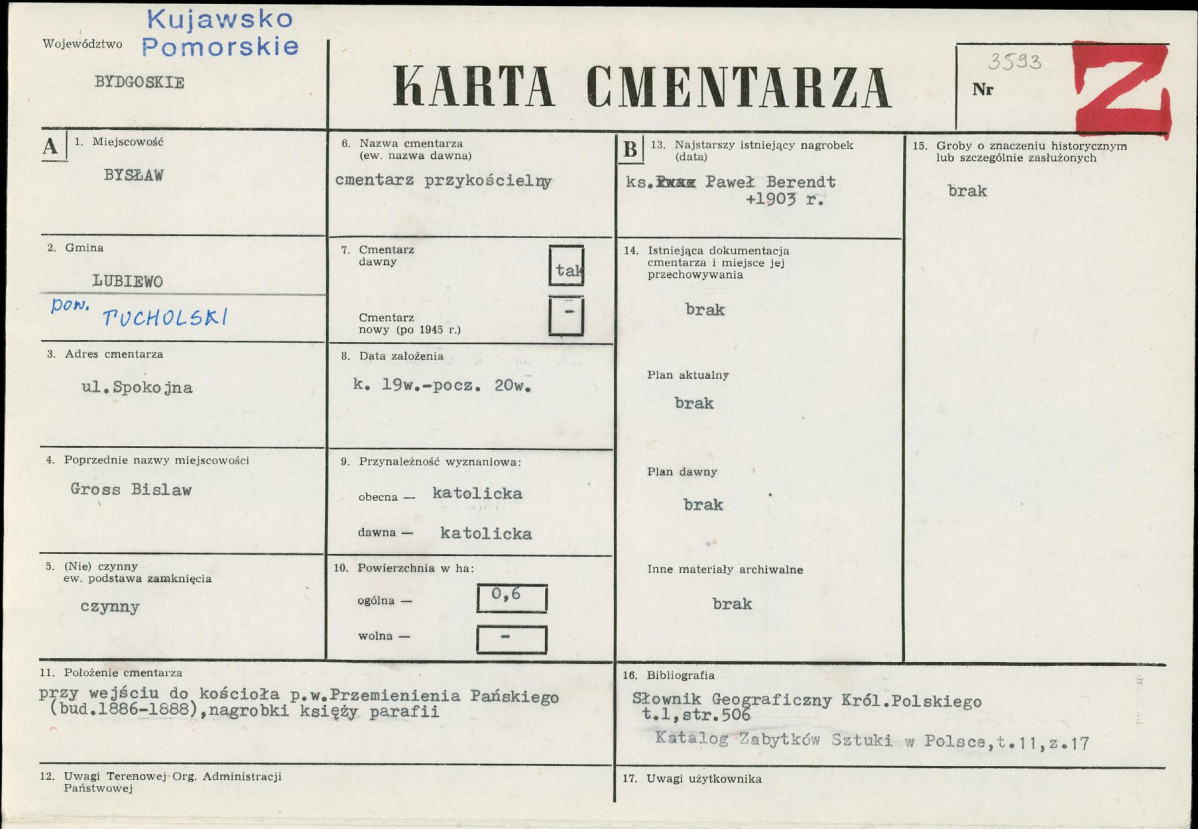 Kujawsko
Województwo Pomorskie
BYDGOSKIE
KARTA CMENTARZA
Nr 3593
Z
A
1. Miejscowość
BYSŁAW
2. Gmina
LUBIEWO
pow.
TUCHOLSKI
3. Adres cmentarza
ul.Spokojna
4. Poprzednie nazwy miejscowości
Gross Bislaw
5. (Nie) czynny
ew. podstawa zamknięcia
czynny
6. Nazwa cmentarza
(ew. nazwa dawna)
cmentarz przykościelny
7. Cmentarz
dawny
tak
Cmentarz
nowy (po 1945 r.)
-
8. Data założenia
k. 19w.-pocz. 20w.
9. Przynależność wyznaniowa:
obecna — katolicka
dawna — katolicka
10. Powierzchnia w ha:
ogólna — 0,6
wolna — -
B
13. Najstarszy istniejący nagrobek
(data)
ks. Paweł Berendt
+1903 r.
14. Istniejąca dokumentacja
cmentarza i miejsce jej
przechowywania
brak
Plan aktualny
brak
Plan dawny
brak
Inne materiały archiwalne
brak
15. Groby o znaczeniu historycznym
lub szczególnie zasłużonych
brak
11. Położenie cmentarza
przy wejściu do kościoła p.w.Przemienienia Pańskiego
(bud.1886-1888),nagrobki księży parafii
12. Uwagi Terenowej Org. Administracji
Państwowej
16. Bibliografia
Słownik Geograficzny Król.Polskiego
t.1,str.506
Katalog Zabytków Sztuki w Polsce,t.11,z.17
17. Uwagi użytkownika